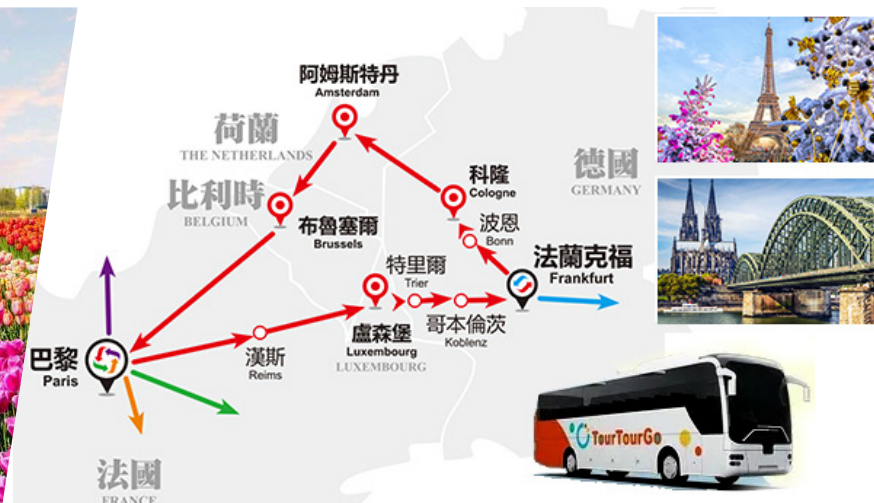 阿姆斯特丹
Amsterdam
荷蘭
THE NETHERLANDS
科隆
Cologne
德國
GERMANY
比利時
BELGIUM
布魯塞爾
Brussels
波恩
Bonn
法蘭克福
Frankfurt
特里爾
Trier
哥本倫茨
Koblenz
盧森堡
Luxembourg
LUXEMBOURG
漢斯
Reims
巴黎
Paris
TourTourGo
法國
FRANCE